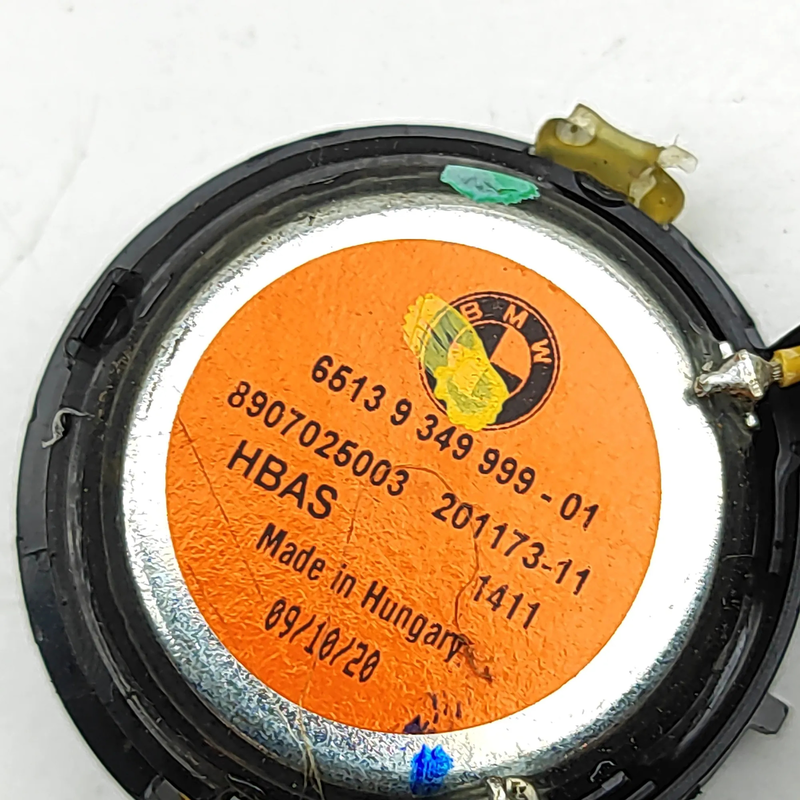 BMW
6513 9 349 999 - 01
8907025003 201173-11
HBAS 1411
Made in Hungary
09/10/20